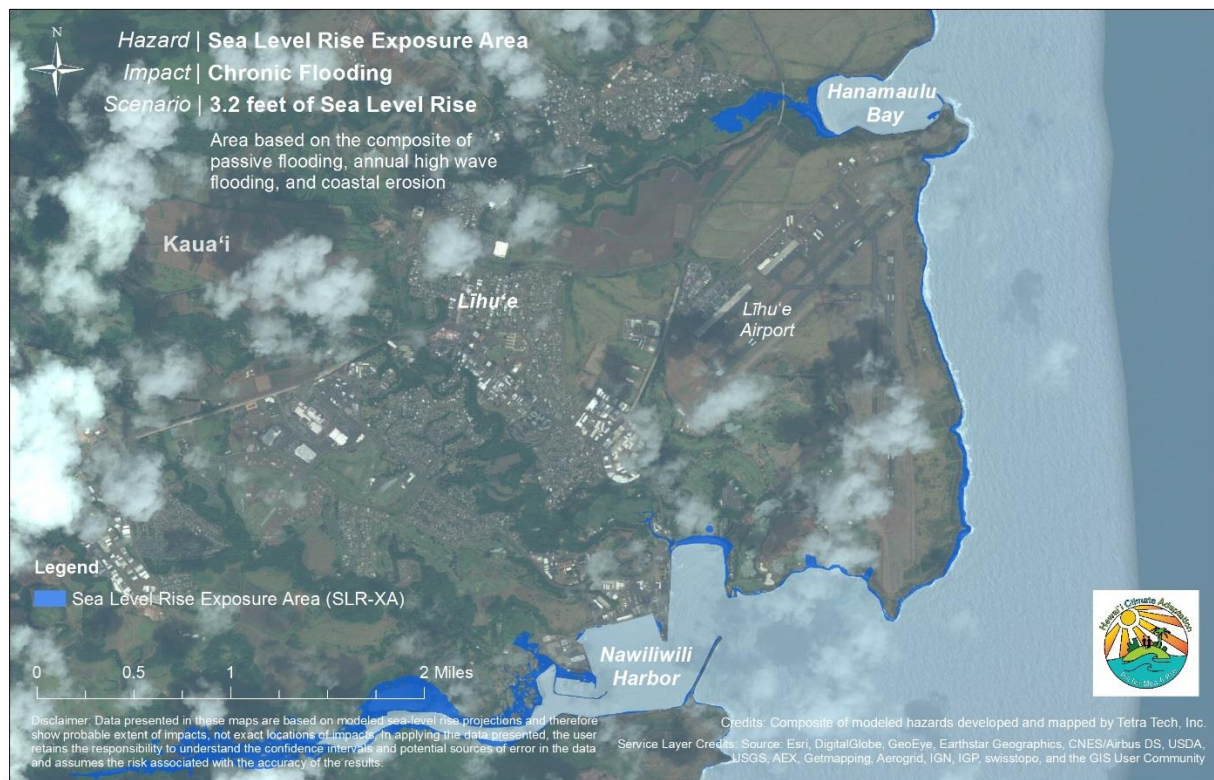 N
Hazard | Sea Level Rise Exposure Area
Impact | Chronic Flooding
Scenario | 3.2 feet of Sea Level Rise
Area based on the composite of
passive flooding, annual high wave
flooding, and coastal erosion
Hanamaulu
Bay
Kauaʻi
Līhuʻe
Līhuʻe
Airport
Legend
Sea Level Rise Exposure Area (SLR-XA)
Nawiliwili
Harbor
0 0.5 1 2 Miles
Disclaimer: Data presented in these maps are based on modeled sea-level rise projections and therefore
show probable extent of impacts, not exact locations of impacts. In applying the data presented, the user
retains the responsibility to understand the confidence intervals and potential sources of error in the data
and assumes the risk associated with the accuracy of the results.
Hawaiʻi Climate Adaptation
Credits: Composite of modeled hazards developed and mapped by Tetra Tech, Inc.
Service Layer Credits: Source: Esri, DigitalGlobe, GeoEye, Earthstar Geographics, CNES/Airbus DS, USDA,
USGS, AEX, Getmapping, Aerogrid, IGN, IGP, swisstopo, and the GIS User Community